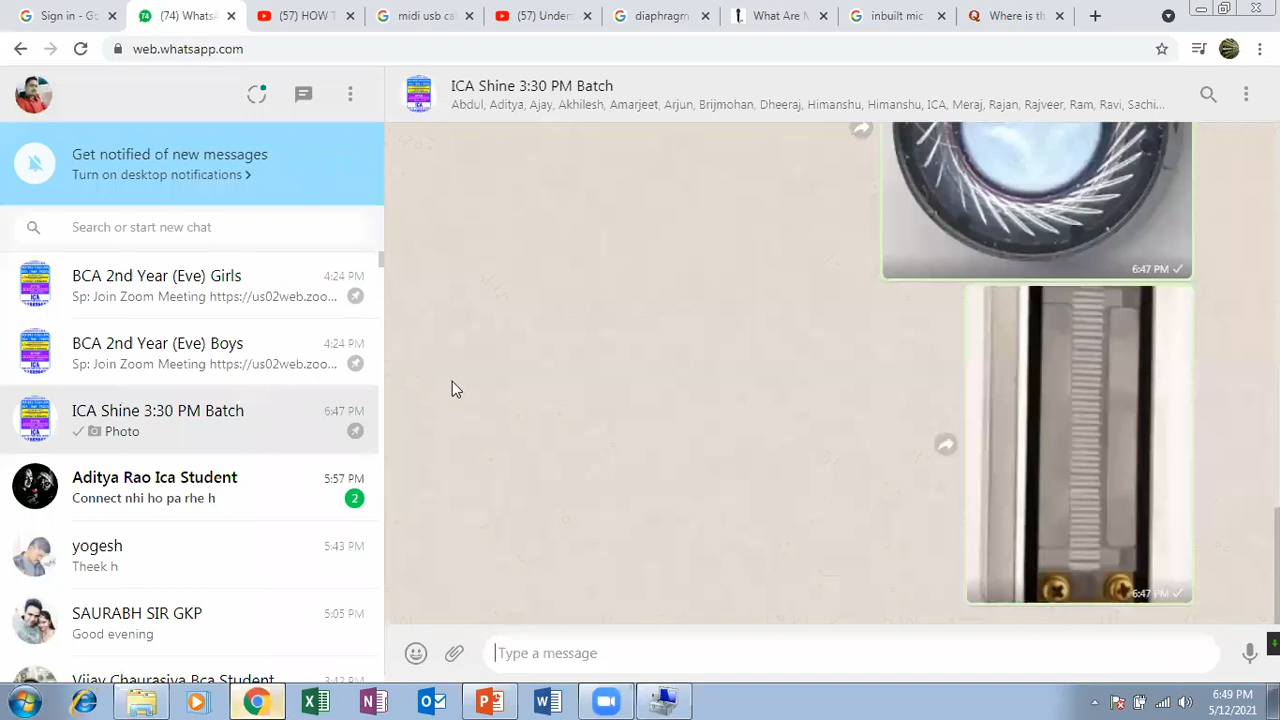 Sign in - G
(74) Whats
(57) HOW T
midi usb ca
(57) Under
diaphragm
What Are M
inbuilt mic
Where is th
web.whatsapp.com
ICA Shine 3:30 PM Batch
Abdul, Aditya, Ajay, Akhilesh, Amarjeet, Arjun, Brijmohan, Dheeraj, Himanshu, Himanshu, ICA, Meraj, Rajan, Rajveer, Ram, Ravi, Sachi...
Get notified of new messages
Turn on desktop notifications >
Search or start new chat
BCA 2nd Year (Eve) Girls
4:24 PM
Sp: Join Zoom Meeting https://us02web.zoo...
BCA 2nd Year (Eve) Boys
4:24 PM
Sp: Join Zoom Meeting https://us02web.zoo...
ICA Shine 3:30 PM Batch
6:47 PM
Photo
Aditya Rao Ica Student
5:57 PM
Connect nhi ho pa rhe h
2
yogesh
5:43 PM
Theek h
SAURABH SIR GKP
5:05 PM
Good evening
Vijay Chaurasiya Bca Student
3:42 PM
6:47 PM
6:47 PM
Type a message
6:49 PM
5/12/2021